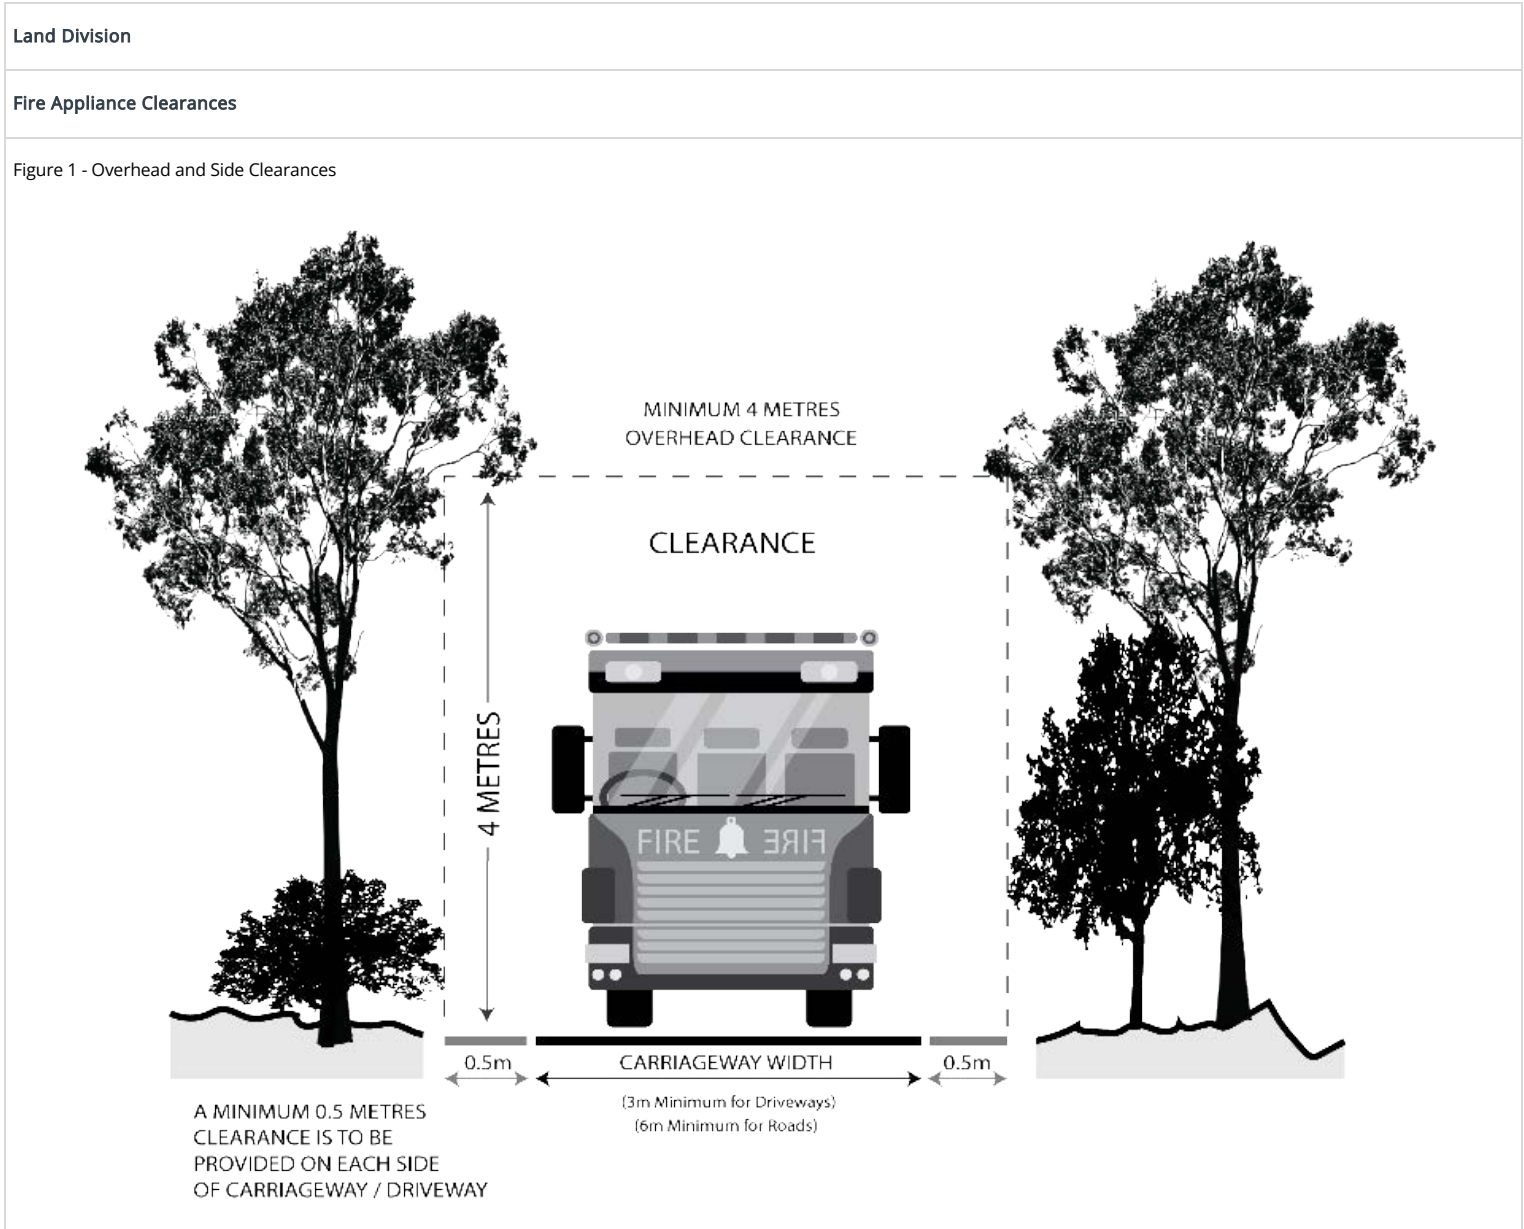 Land Division
Fire Appliance Clearances
Figure 1 - Overhead and Side Clearances
MINIMUM 4 METRES
OVERHEAD CLEARANCE
CLEARANCE
4 METRES
FIRE FIRE
0.5m CARRIAGEWAY WIDTH 0.5m
(3m Minimum for Driveways)
(6m Minimum for Roads)
A MINIMUM 0.5 METRES
CLEARANCE IS TO BE
PROVIDED ON EACH SIDE
OF CARRIAGEWAY / DRIVEWAY